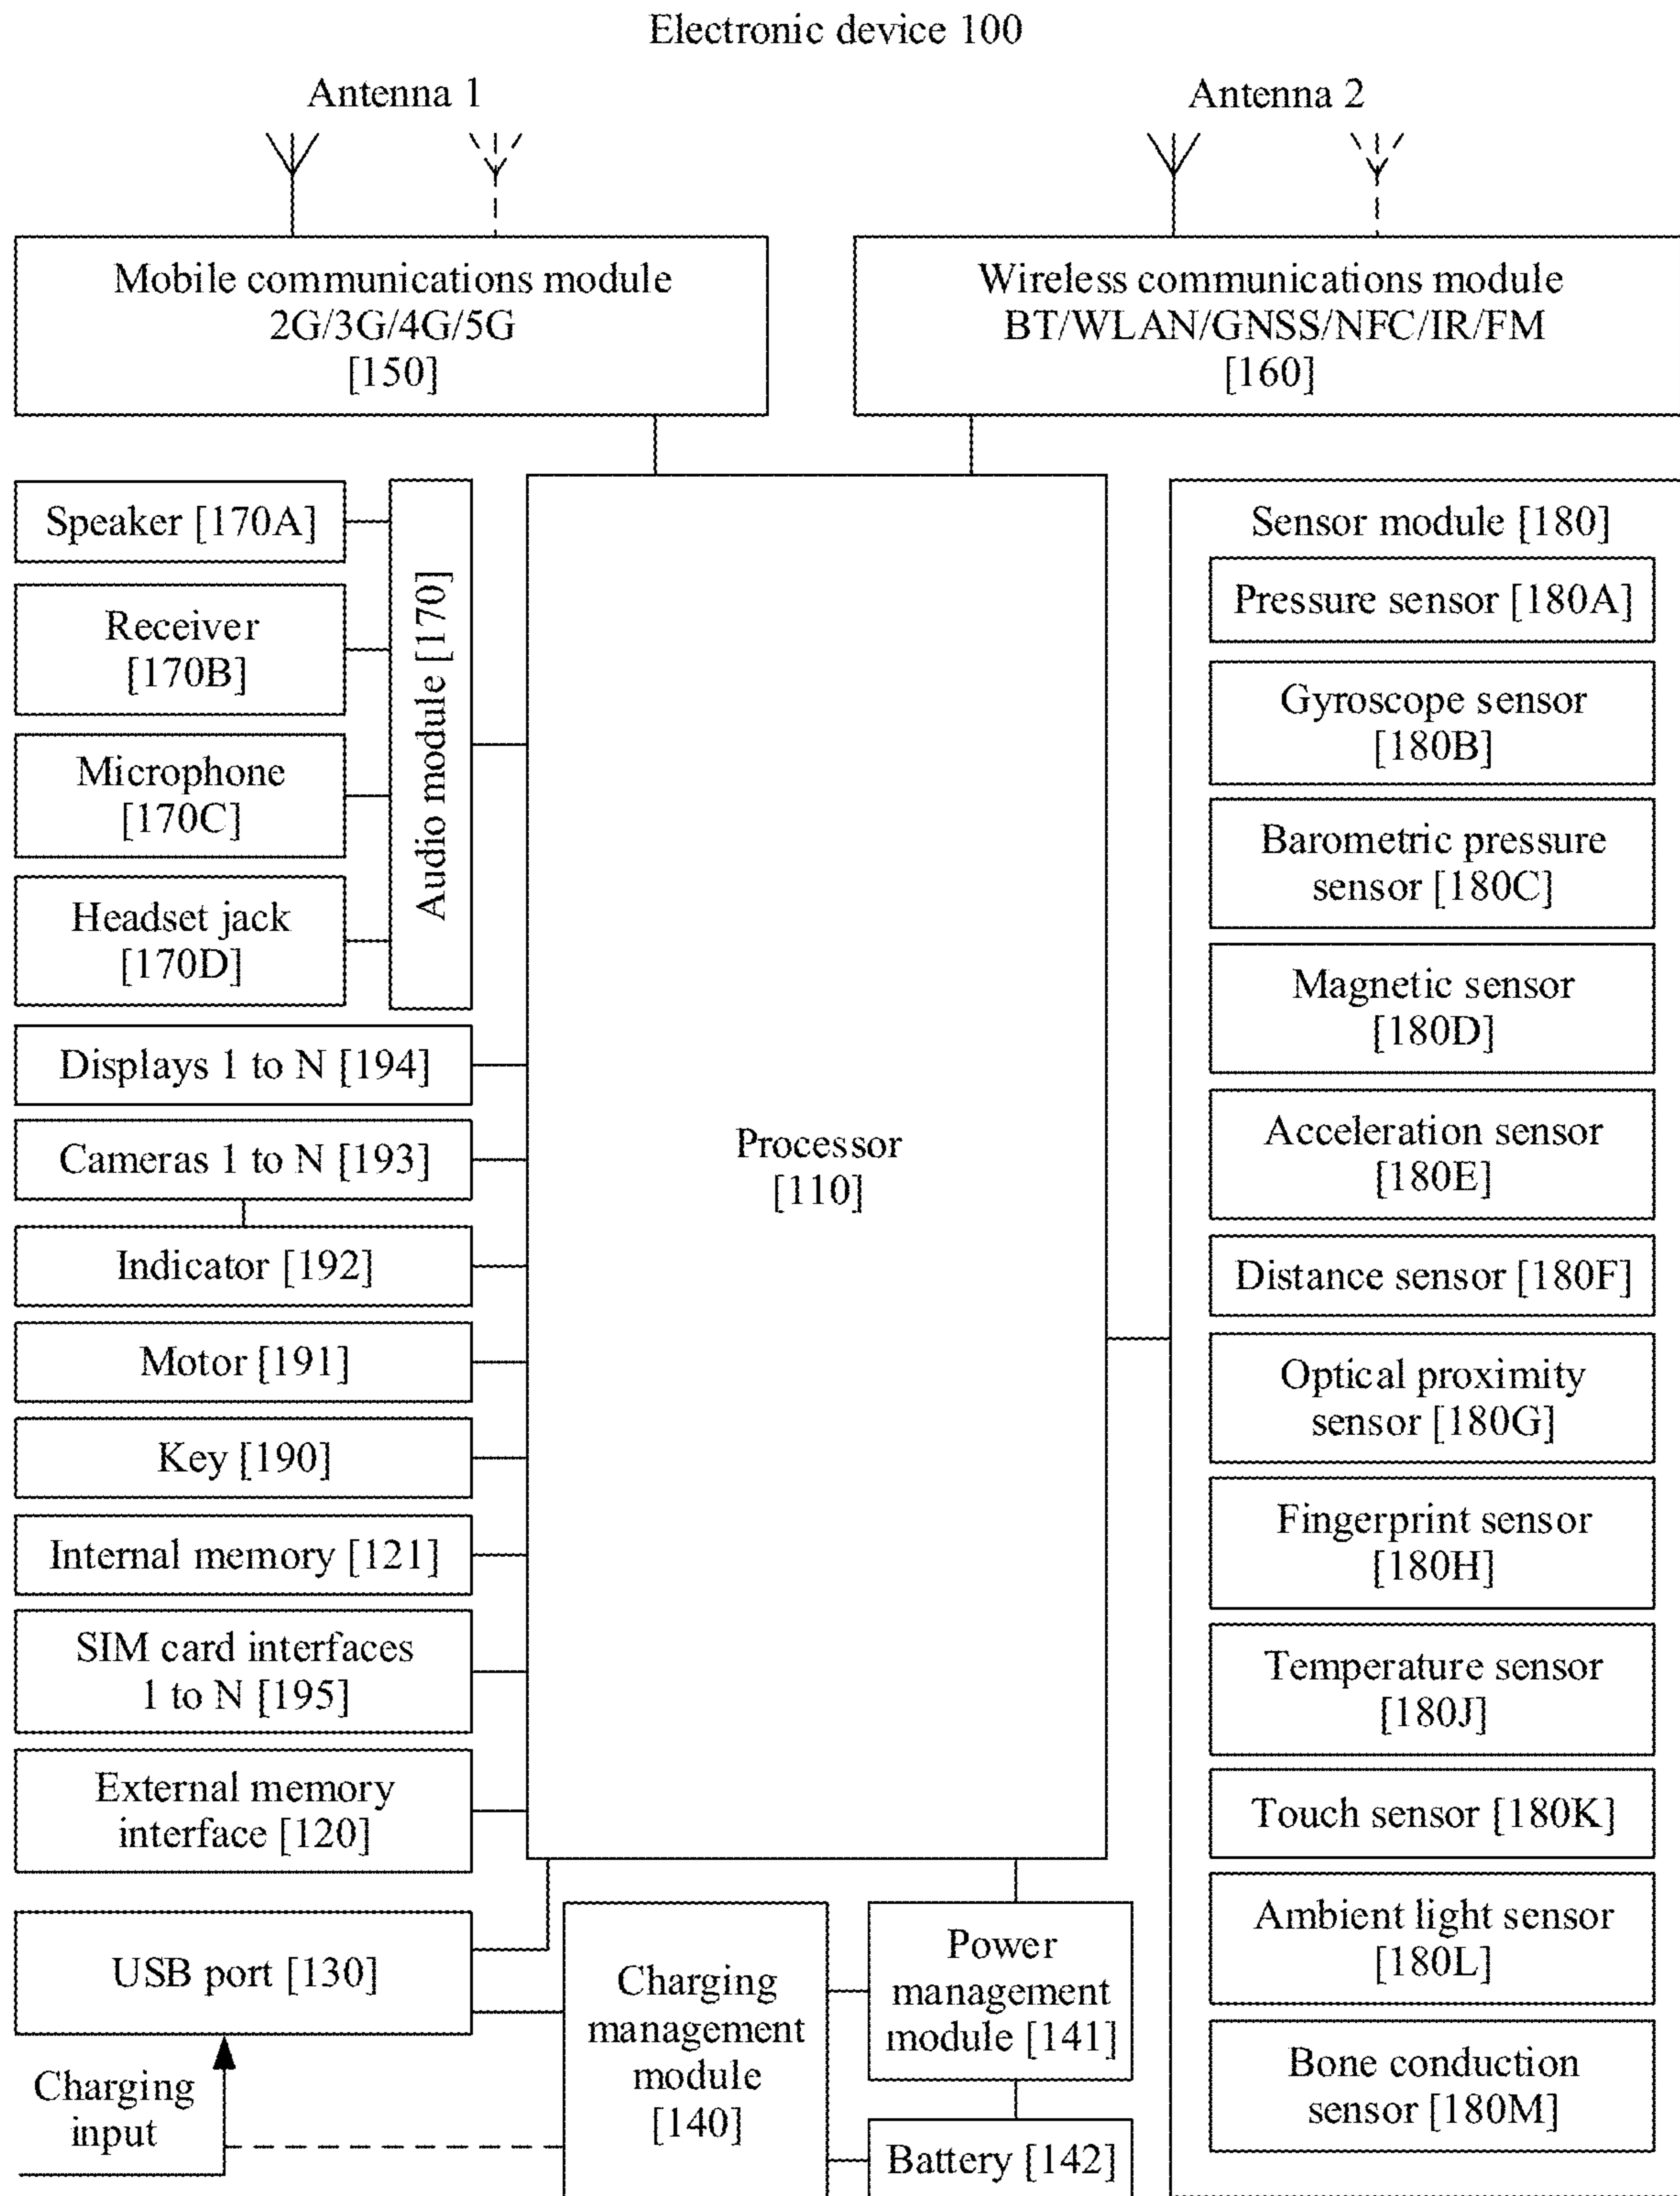 Electronic device 100
Antenna 1
Antenna 2
Mobile communications module
2G/3G/4G/5G
[150]
Wireless communications module
BT/WLAN/GNSS/NFC/IR/FM
[160]
Speaker [170A]
Receiver
[170B]
Microphone
[170C]
Headset jack
[170D]
Audio module [170]
Displays 1 to N [194]
Cameras 1 to N [193]
Indicator [192]
Motor [191]
Key [190]
Internal memory [121]
SIM card interfaces
1 to N [195]
External memory
interface [120]
USB port [130]
Charging
input
Processor
[110]
Charging
management
module
[140]
Power
management
module [141]
Battery [142]
Sensor module [180]
Pressure sensor [180A]
Gyroscope sensor
[180B]
Barometric pressure
sensor [180C]
Magnetic sensor
[180D]
Acceleration sensor
[180E]
Distance sensor [180F]
Optical proximity
sensor [180G]
Fingerprint sensor
[180H]
Temperature sensor
[180J]
Touch sensor [180K]
Ambient light sensor
[180L]
Bone conduction
sensor [180M]